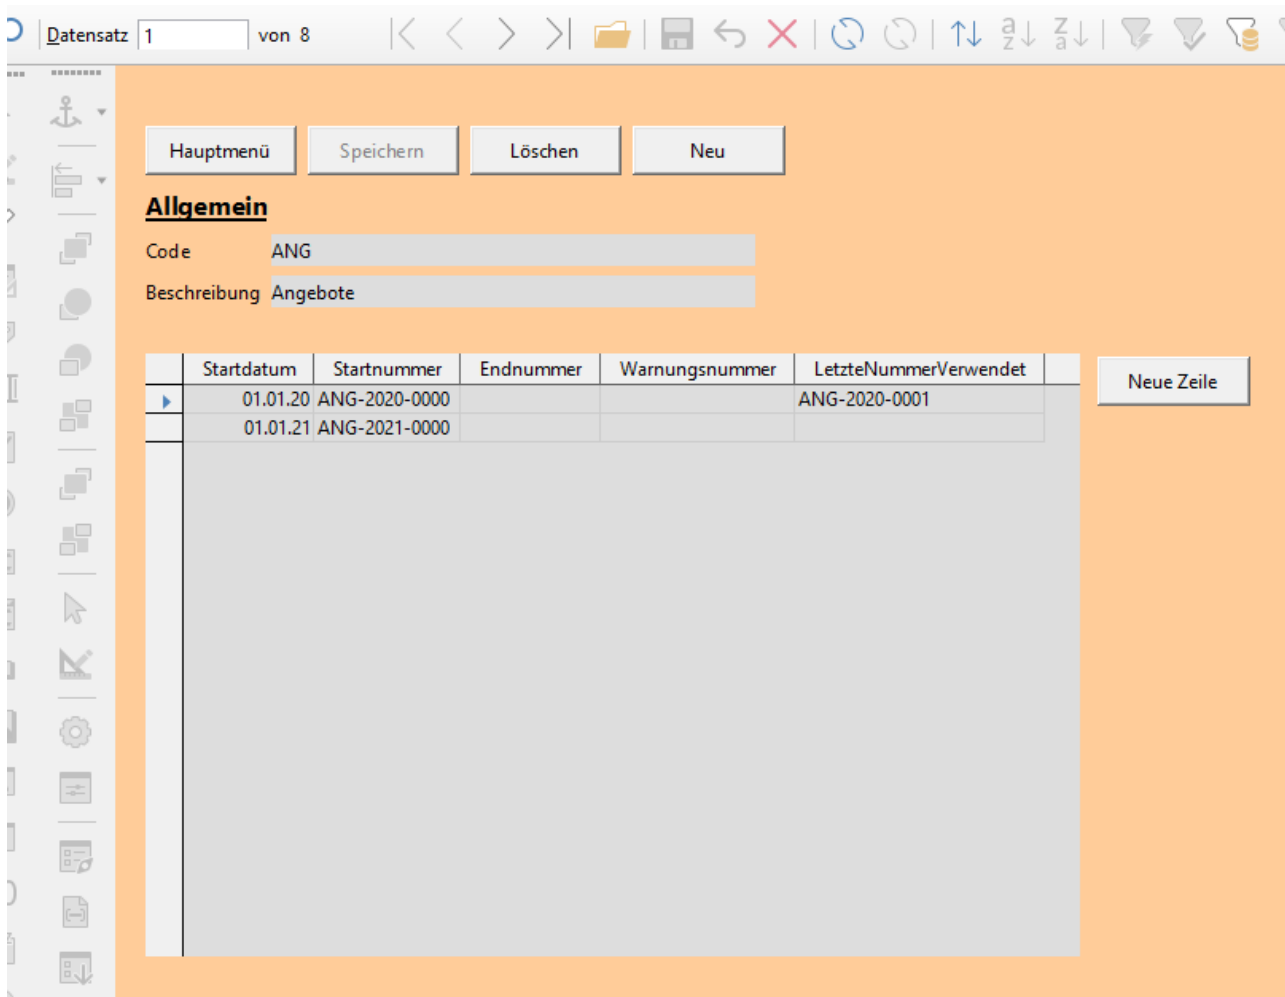 Datensatz 1 von 8
Hauptmenü Speichern Löschen Neu
Allgemein
Code ANG
Beschreibung Angebote
Startdatum Startnummer Endnummer Warnungsnummer LetzteNummerVerwendet
Neue Zeile
01.01.20 ANG-2020-0000 ANG-2020-0001
01.01.21 ANG-2021-0000